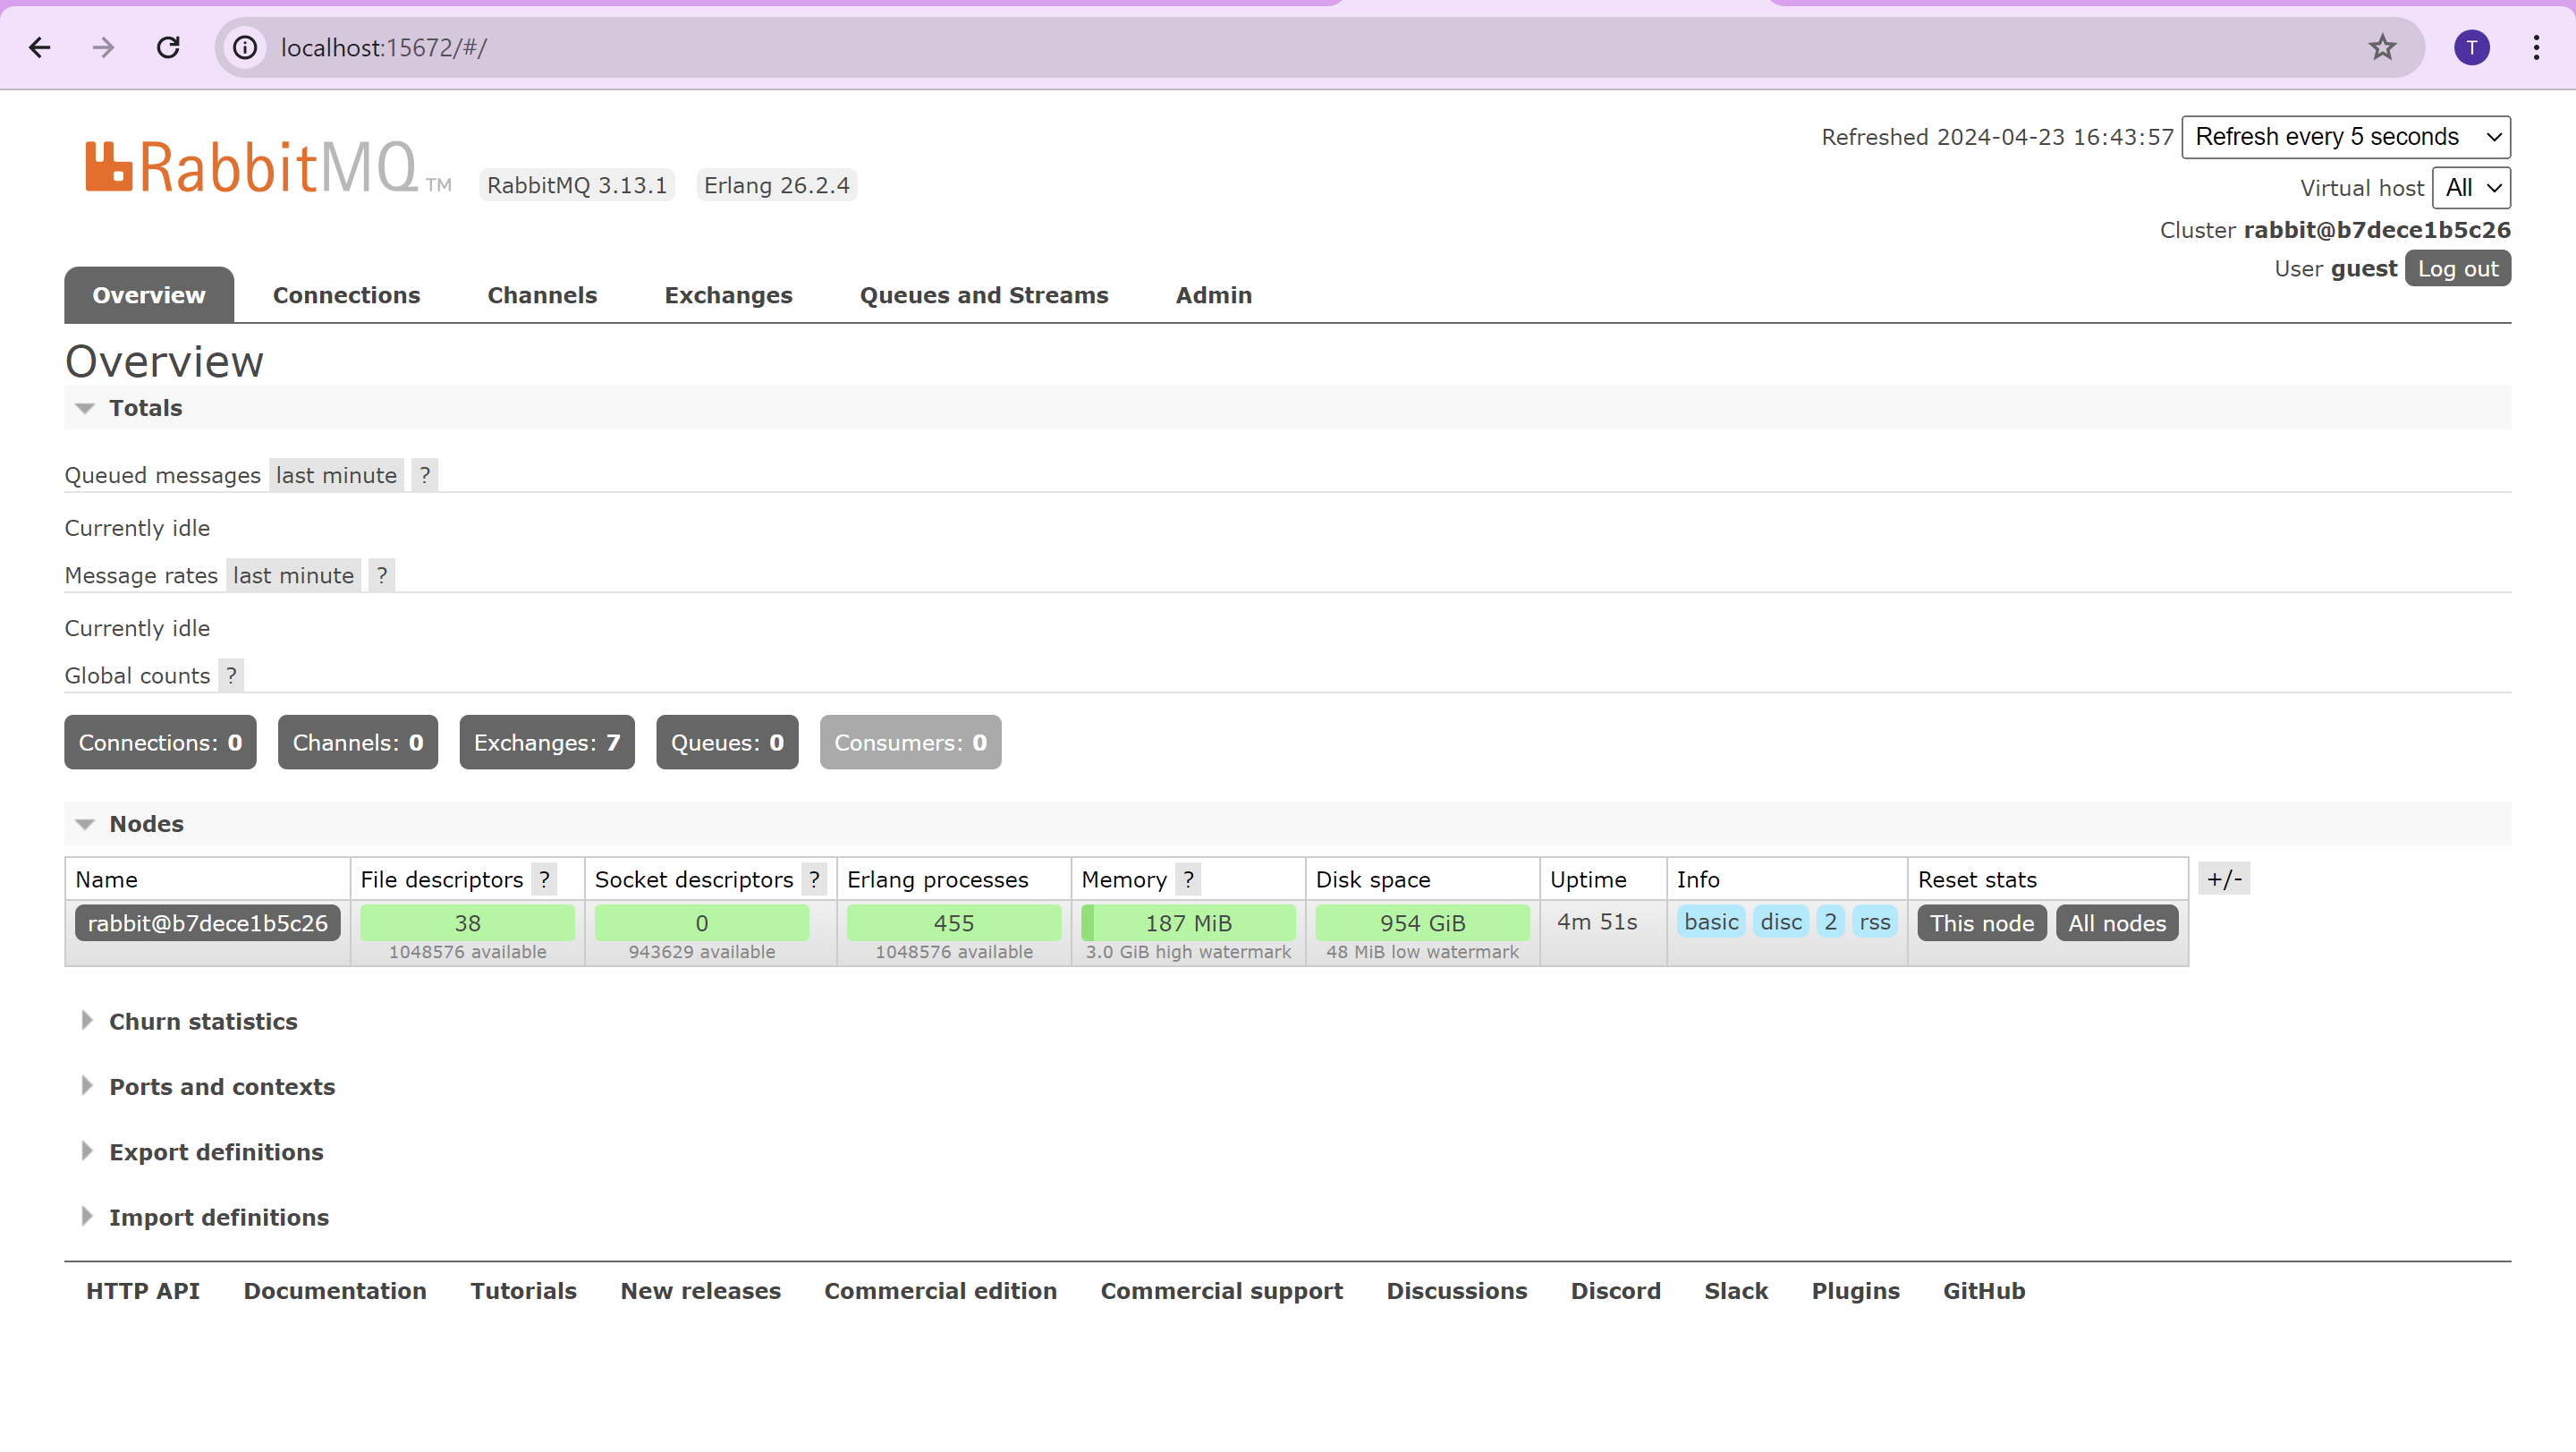 localhost:15672/#/
T
RabbitMQ TM
RabbitMQ 3.13.1 Erlang 26.2.4
Refreshed 2024-04-23 16:43:57 Refresh every 5 seconds
Virtual host All
Cluster rabbit@b7dece1b5c26
User guest Log out
Overview Connections Channels Exchanges Queues and Streams Admin
Overview
Totals
Queued messages last minute ?
Currently idle
Message rates last minute ?
Currently idle
Global counts ?
Connections: 0 Channels: 0 Exchanges: 7 Queues: 0 Consumers: 0
Nodes
Name File descriptors ? Socket descriptors ? Erlang processes Memory ? Disk space Uptime Info Reset stats +/-
rabbit@b7dece1b5c26 38 0 455 187 MiB 954 GiB 4m 51s basic disc 2 rss This node All nodes
1048576 available 943629 available 1048576 available 3.0 GiB high watermark 48 MiB low watermark
Churn statistics
Ports and contexts
Export definitions
Import definitions
HTTP API Documentation Tutorials New releases Commercial edition Commercial support Discussions Discord Slack Plugins GitHub